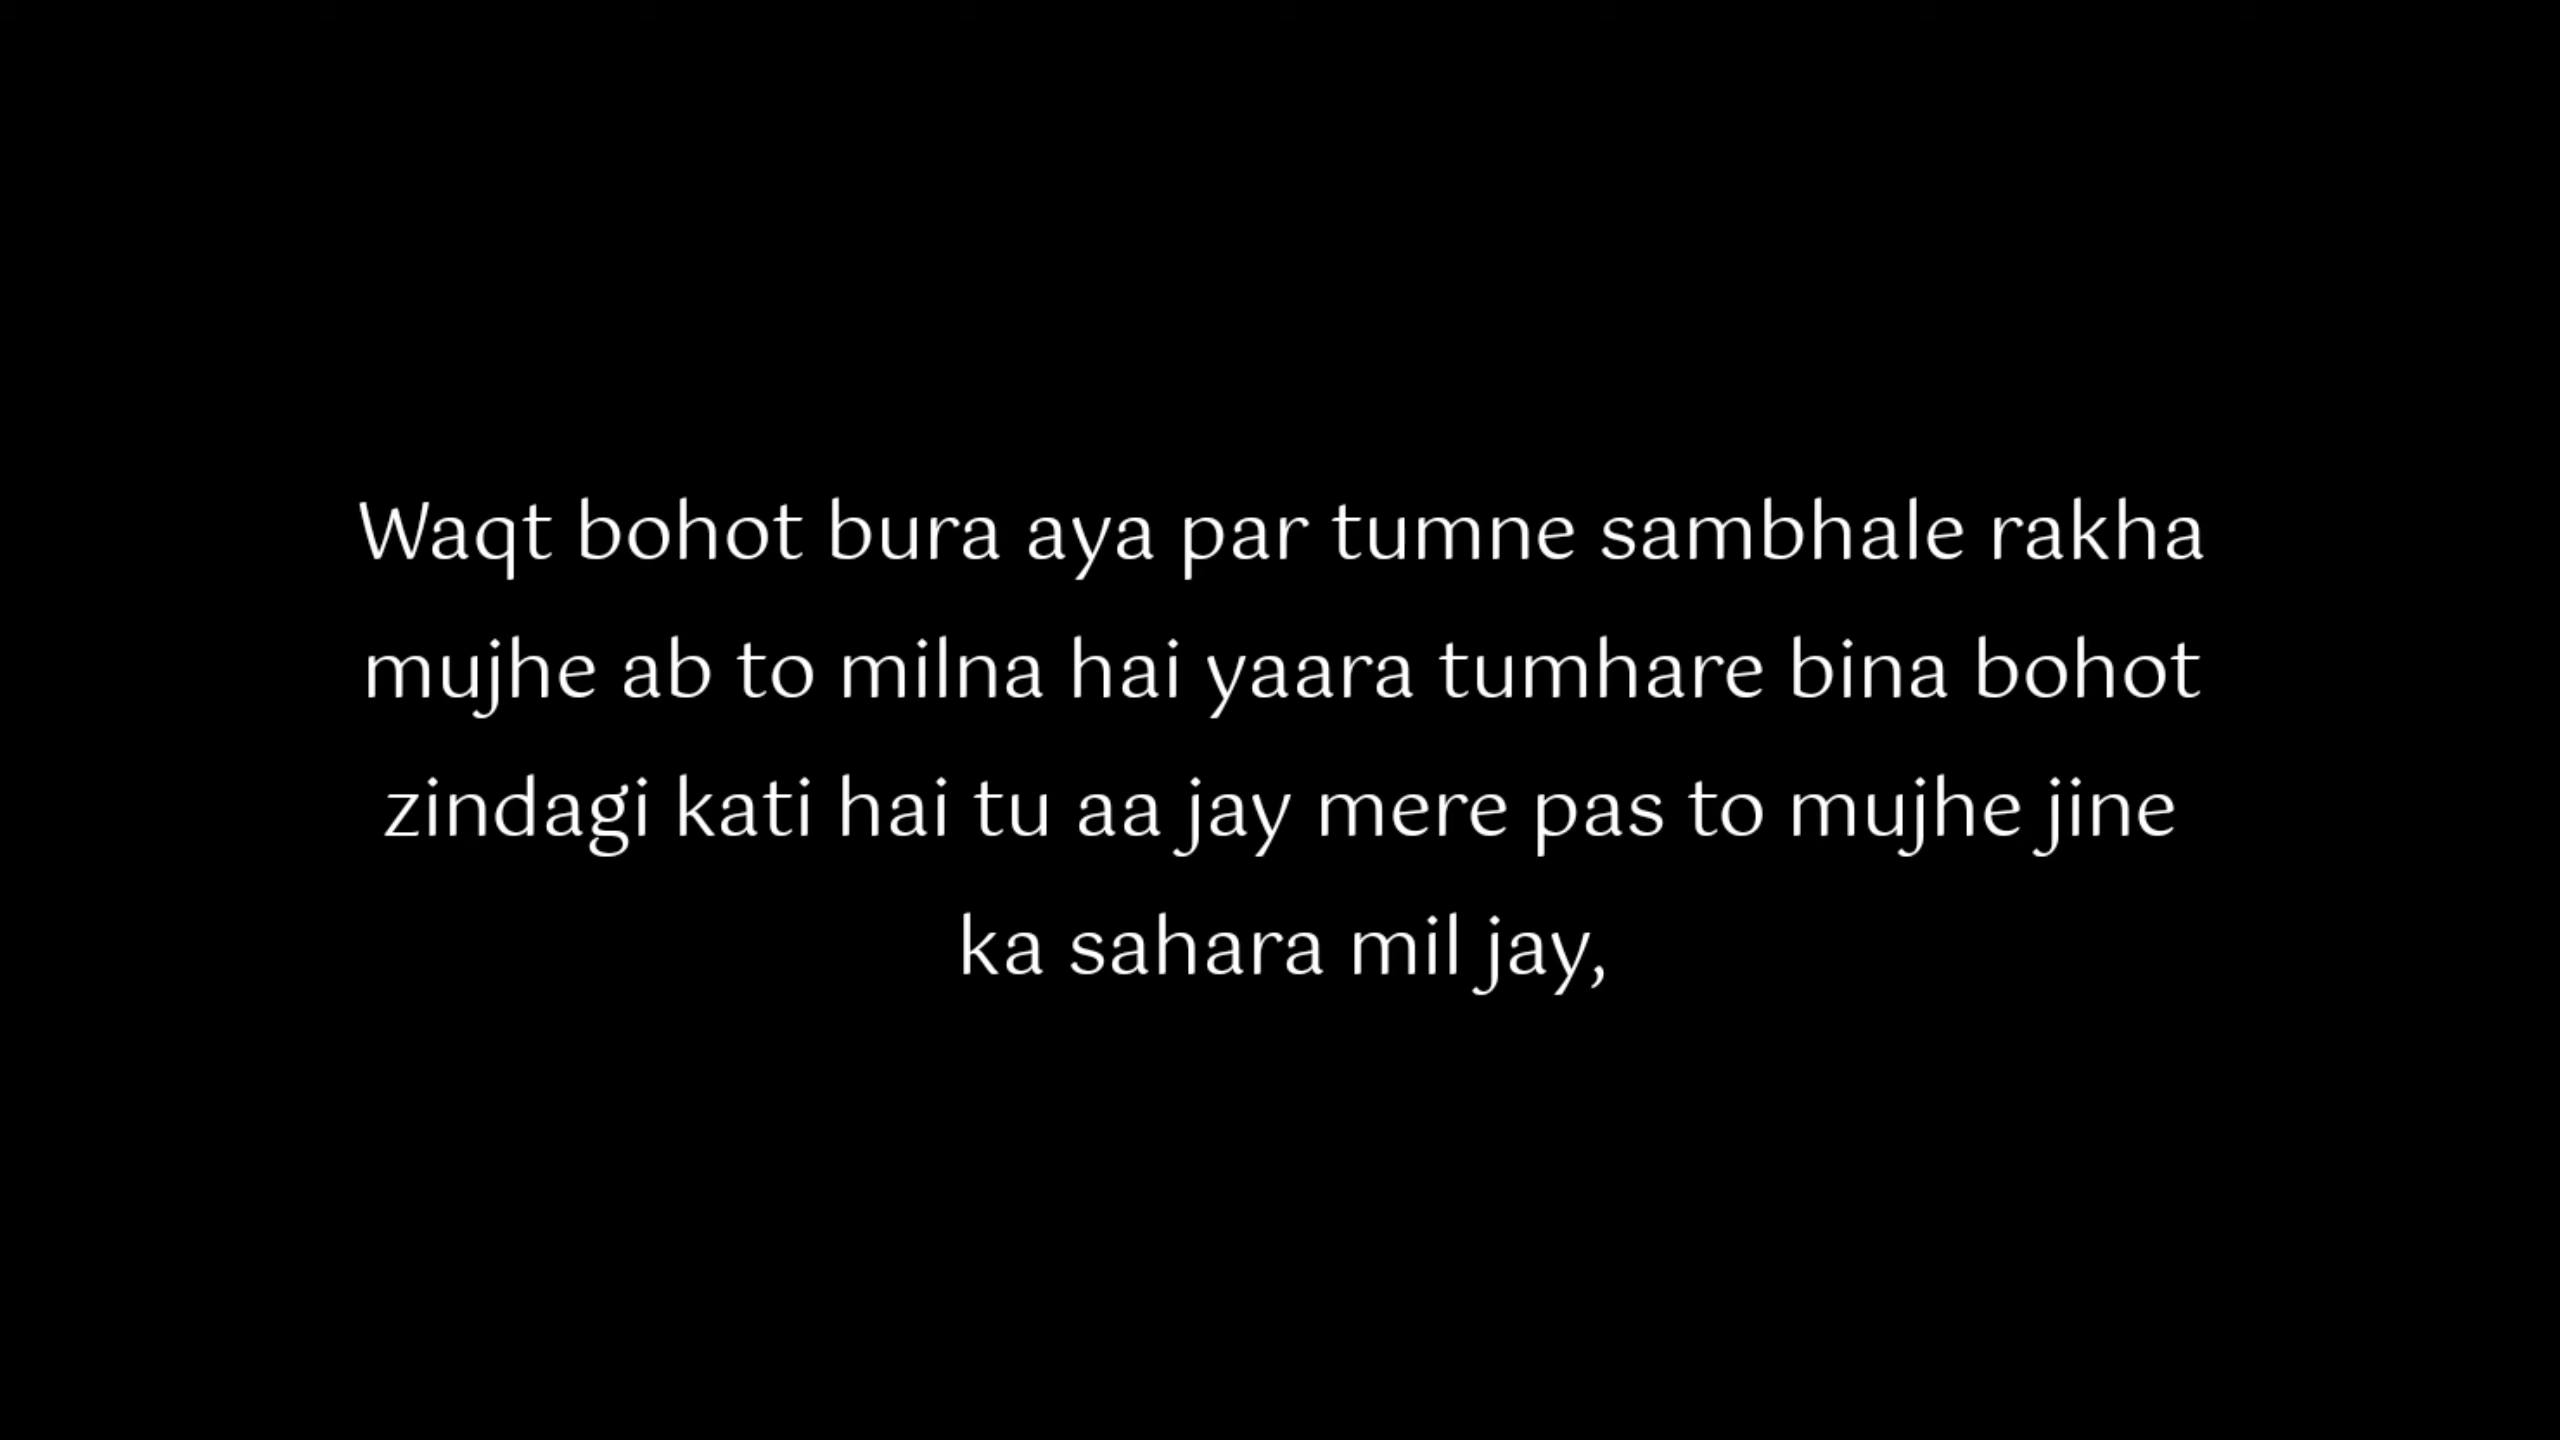 Waqt bohot bura aya par tumne sambhale rakha
mujhe ab to milna hai yaara tumhare bina bohot
zindagi kati hai tu aa jay mere pas to mujhe jine
ka sahara mil jay,